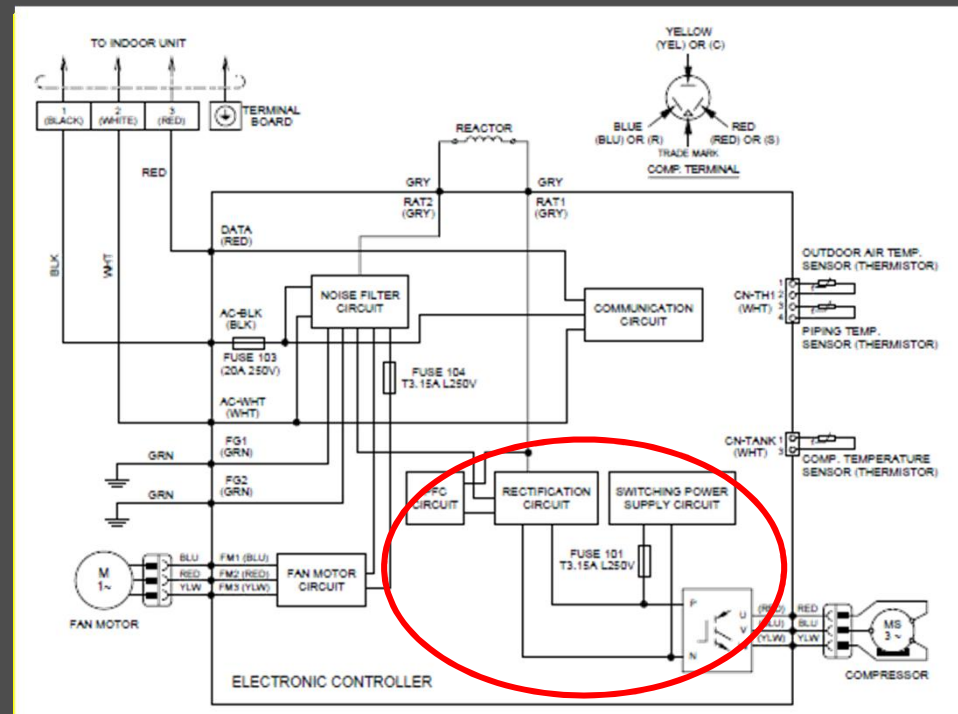 TO INDOOR UNIT
1
(BLACK)
2
(WHITE)
3
(RED)
TERMINAL
BOARD
YELLOW
(YEL) OR (C)
BLUE
(BLU) OR (R)
RED
(RED) OR (S)
TRADE MARK
COMP. TERMINAL
REACTOR
RED
GRY
GRY
RAT2
(GRY)
RAT1
(GRY)
BLK
WHT
DATA
(RED)
NOISE FILTER
CIRCUIT
COMMUNICATION
CIRCUIT
AC-BLK
(BLK)
FUSE 103
(20A 250V)
FUSE 104
T3.15A L250V
AC-WHT
(WHT)
OUTDOOR AIR TEMP.
SENSOR (THERMISTOR)
CN-TH1
(WHT)
1
2
3
4
PIPING TEMP.
SENSOR (THERMISTOR)
CN-TANK
(WHT)
1
3
COMP. TEMPERATURE
SENSOR (THERMISTOR)
GRN
FG1
(GRN)
GRN
FG2
(GRN)
CIRCUIT
RECTIFICATION
CIRCUIT
SWITCHING POWER
SUPPLY CIRCUIT
FUSE 101
T3.15A L250V
M
1~
FAN MOTOR
BLU
RED
YLW
FM1 (BLU)
FM2 (RED)
FM3 (YLW)
FAN MOTOR
CIRCUIT
P
N
U
V
(YLW)
RED
BLU
YLW
MS
3 ~
COMPRESSOR
ELECTRONIC CONTROLLER